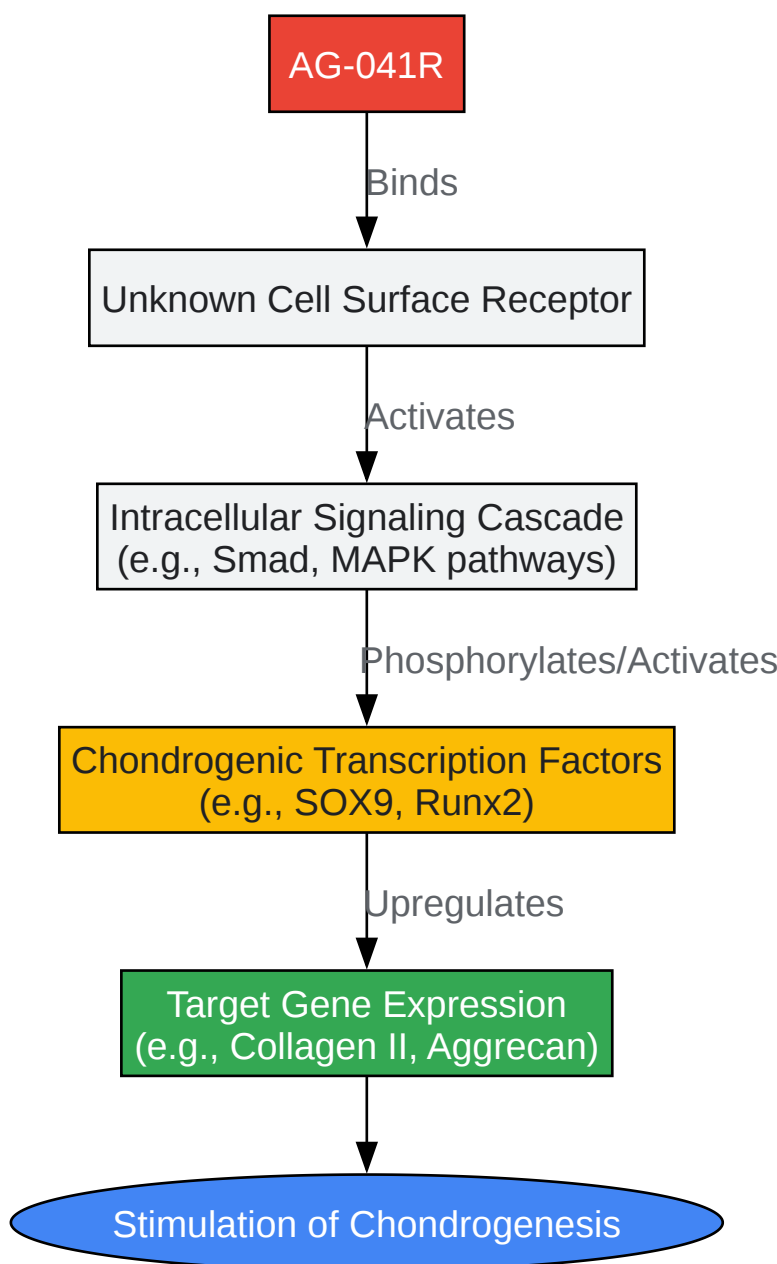 AG-041R
Binds
Unknown Cell Surface Receptor
Activates
Intracellular Signaling Cascade
(e.g., Smad, MAPK pathways)
Phosphorylates/Activates
Chondrogenic Transcription Factors
(e.g., SOX9, Runx2)
Upregulates
Target Gene Expression
(e.g., Collagen II, Aggrecan)
Stimulation of Chondrogenesis